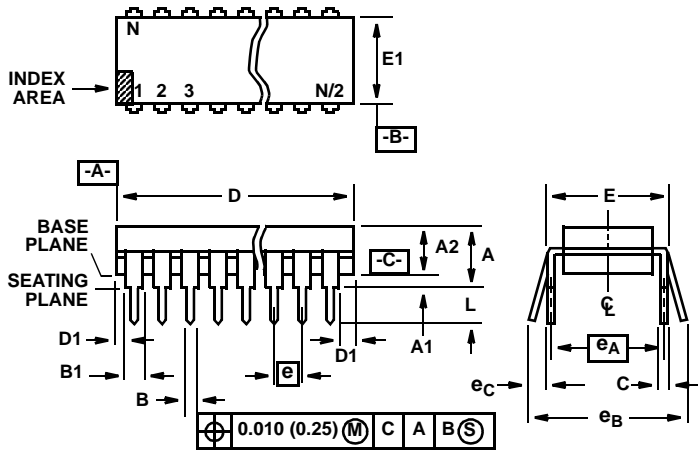 N
E1
INDEX
AREA
1 2 3 N/2
-B-
-A-
D
E
BASE
PLANE
A2
A
-C-
SEATING
PLANE
L
C
L
D1
A1
D1
B1
e
eA
C
eC
B
eB
0.010 (0.25) M C A B S